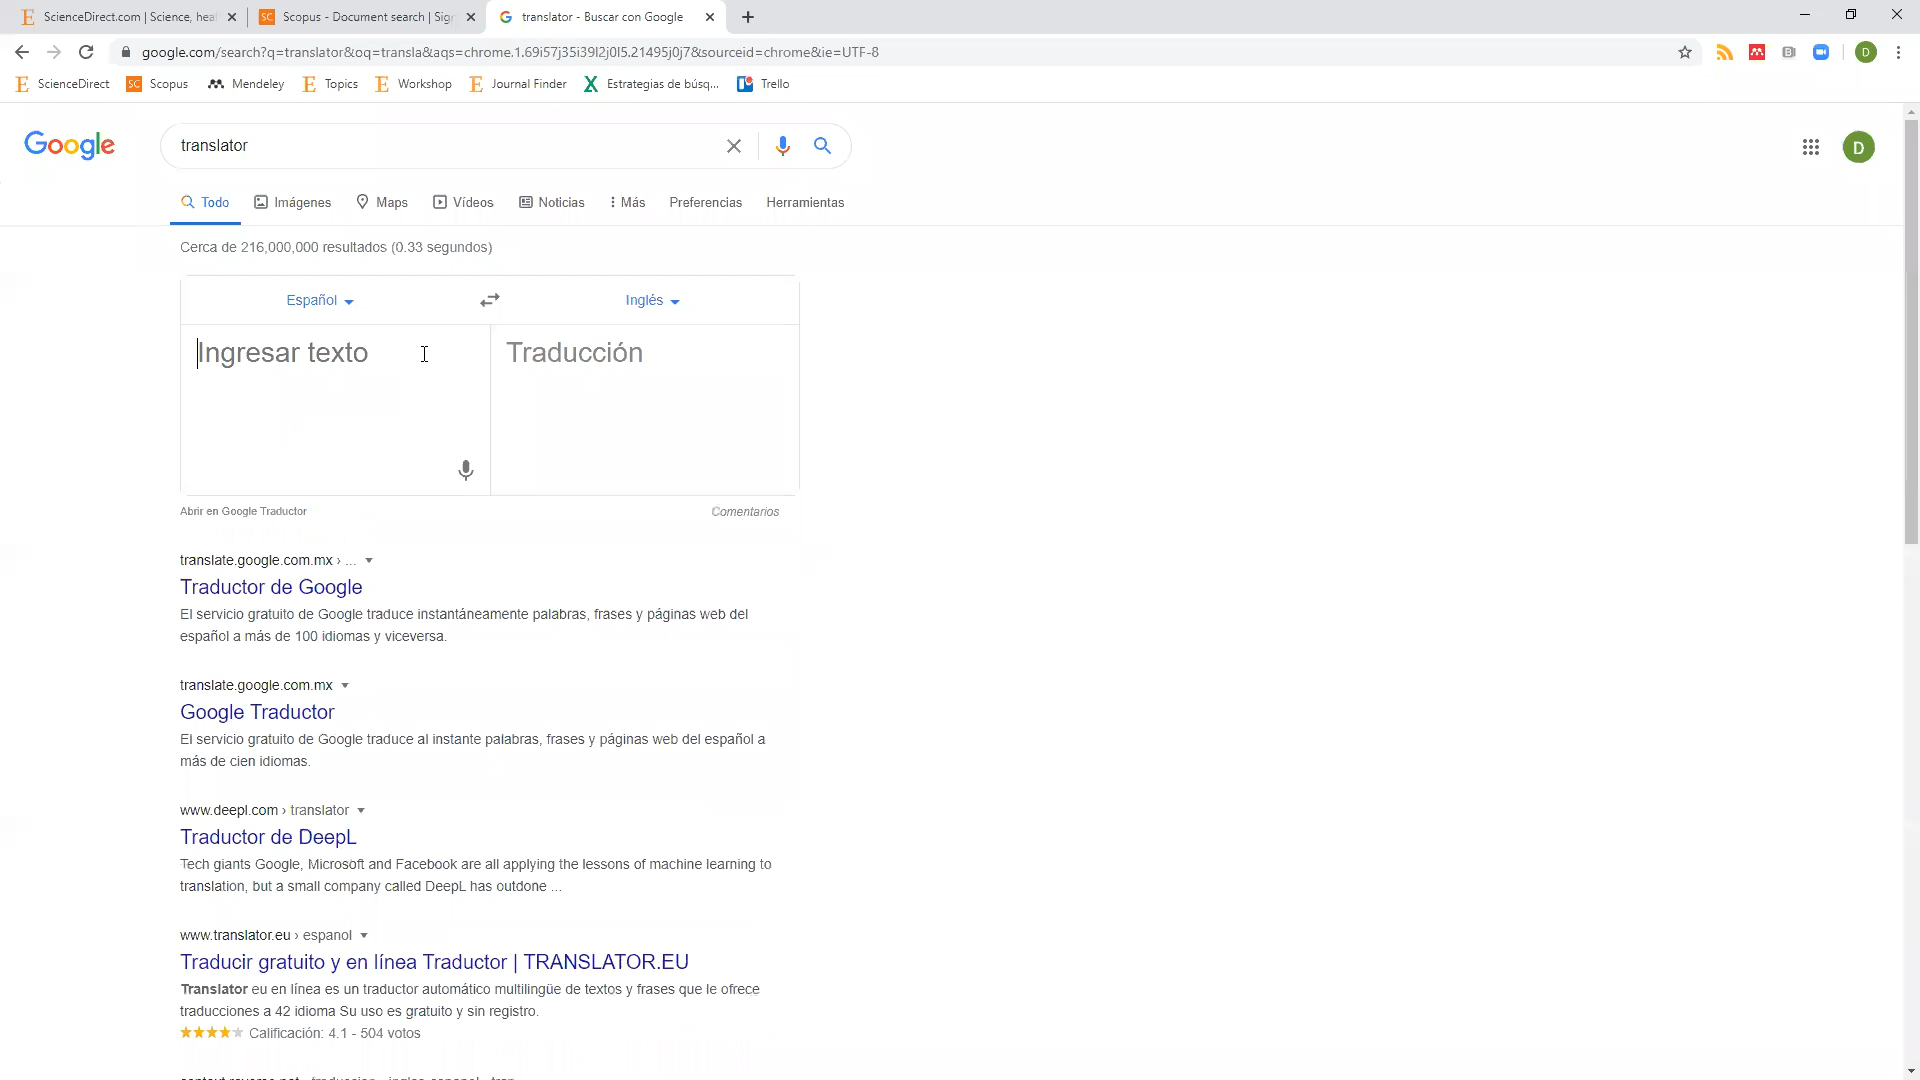 ScienceDirect.com | Science, hea
Scopus - Document search | Sig
translator - Buscar con Google
google.com/search?q=translator&oq=transla&aqs=chrome.1.69i57j35i39l2j0l5.21495j0j7&sourceid=chrome&ie=UTF-8
D
ScienceDirect
SC Scopus
Mendeley
Topics
Workshop
Journal Finder
Estrategias de búsq...
Trello
Google
translator
D
Todo
Imágenes
Maps
Vídeos
Noticias
Más
Preferencias
Herramientas
Cerca de 216,000,000 resultados (0.33 segundos)
Español
Inglés
Ingresar texto
Traducción
Abrir en Google Traductor
Comentarios
translate.google.com.mx › ...
Traductor de Google
El servicio gratuito de Google traduce instantáneamente palabras, frases y páginas web del
español a más de 100 idiomas y viceversa.
translate.google.com.mx
Google Traductor
El servicio gratuito de Google traduce al instante palabras, frases y páginas web del español a
más de cien idiomas.
www.deepl.com › translator
Traductor de DeepL
Tech giants Google, Microsoft and Facebook are all applying the lessons of machine learning to
translation, but a small company called DeepL has outdone ...
www.translator.eu › espanol
Traducir gratuito y en línea Traductor | TRANSLATOR.EU
Translator eu en línea es un traductor automático multilingüe de textos y frases que le ofrece
traducciones a 42 idioma Su uso es gratuito y sin registro.
Calificación: 4.1 - 504 votos